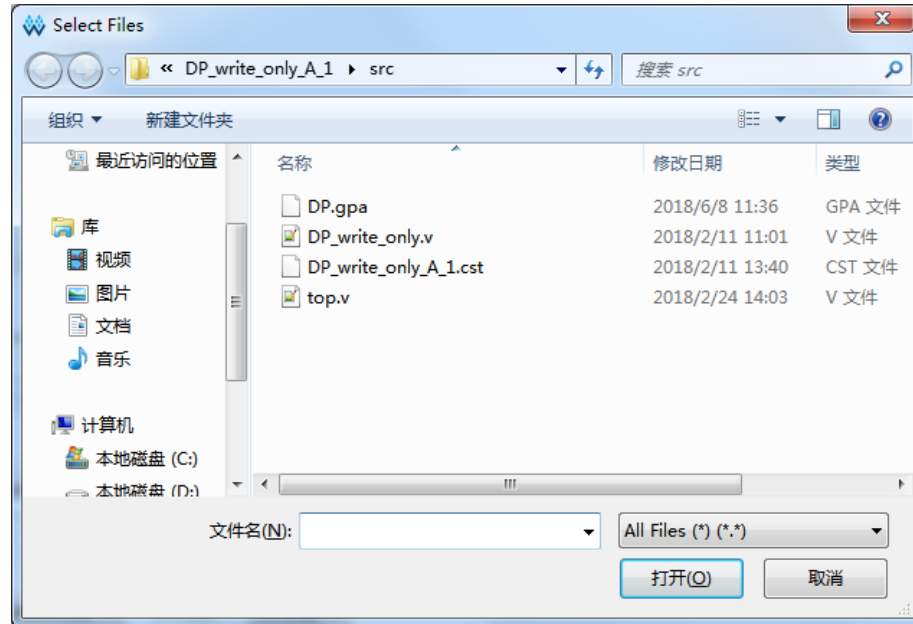 Select Files
« DP_write_only_A_1 ▸ src
搜索 src
组织 ▼ 新建文件夹
最近访问的位置
库
视频
图片
文档
音乐
计算机
本地磁盘 (C:)
本地磁盘 (D:)
名称 修改日期 类型
DP.gpa 2018/6/8 11:36 GPA 文件
DP_write_only.v 2018/2/11 11:01 V 文件
DP_write_only_A_1.cst 2018/2/11 13:40 CST 文件
top.v 2018/2/24 14:03 V 文件
文件名(N): All Files (*) (*.*)
打开(O) 取消